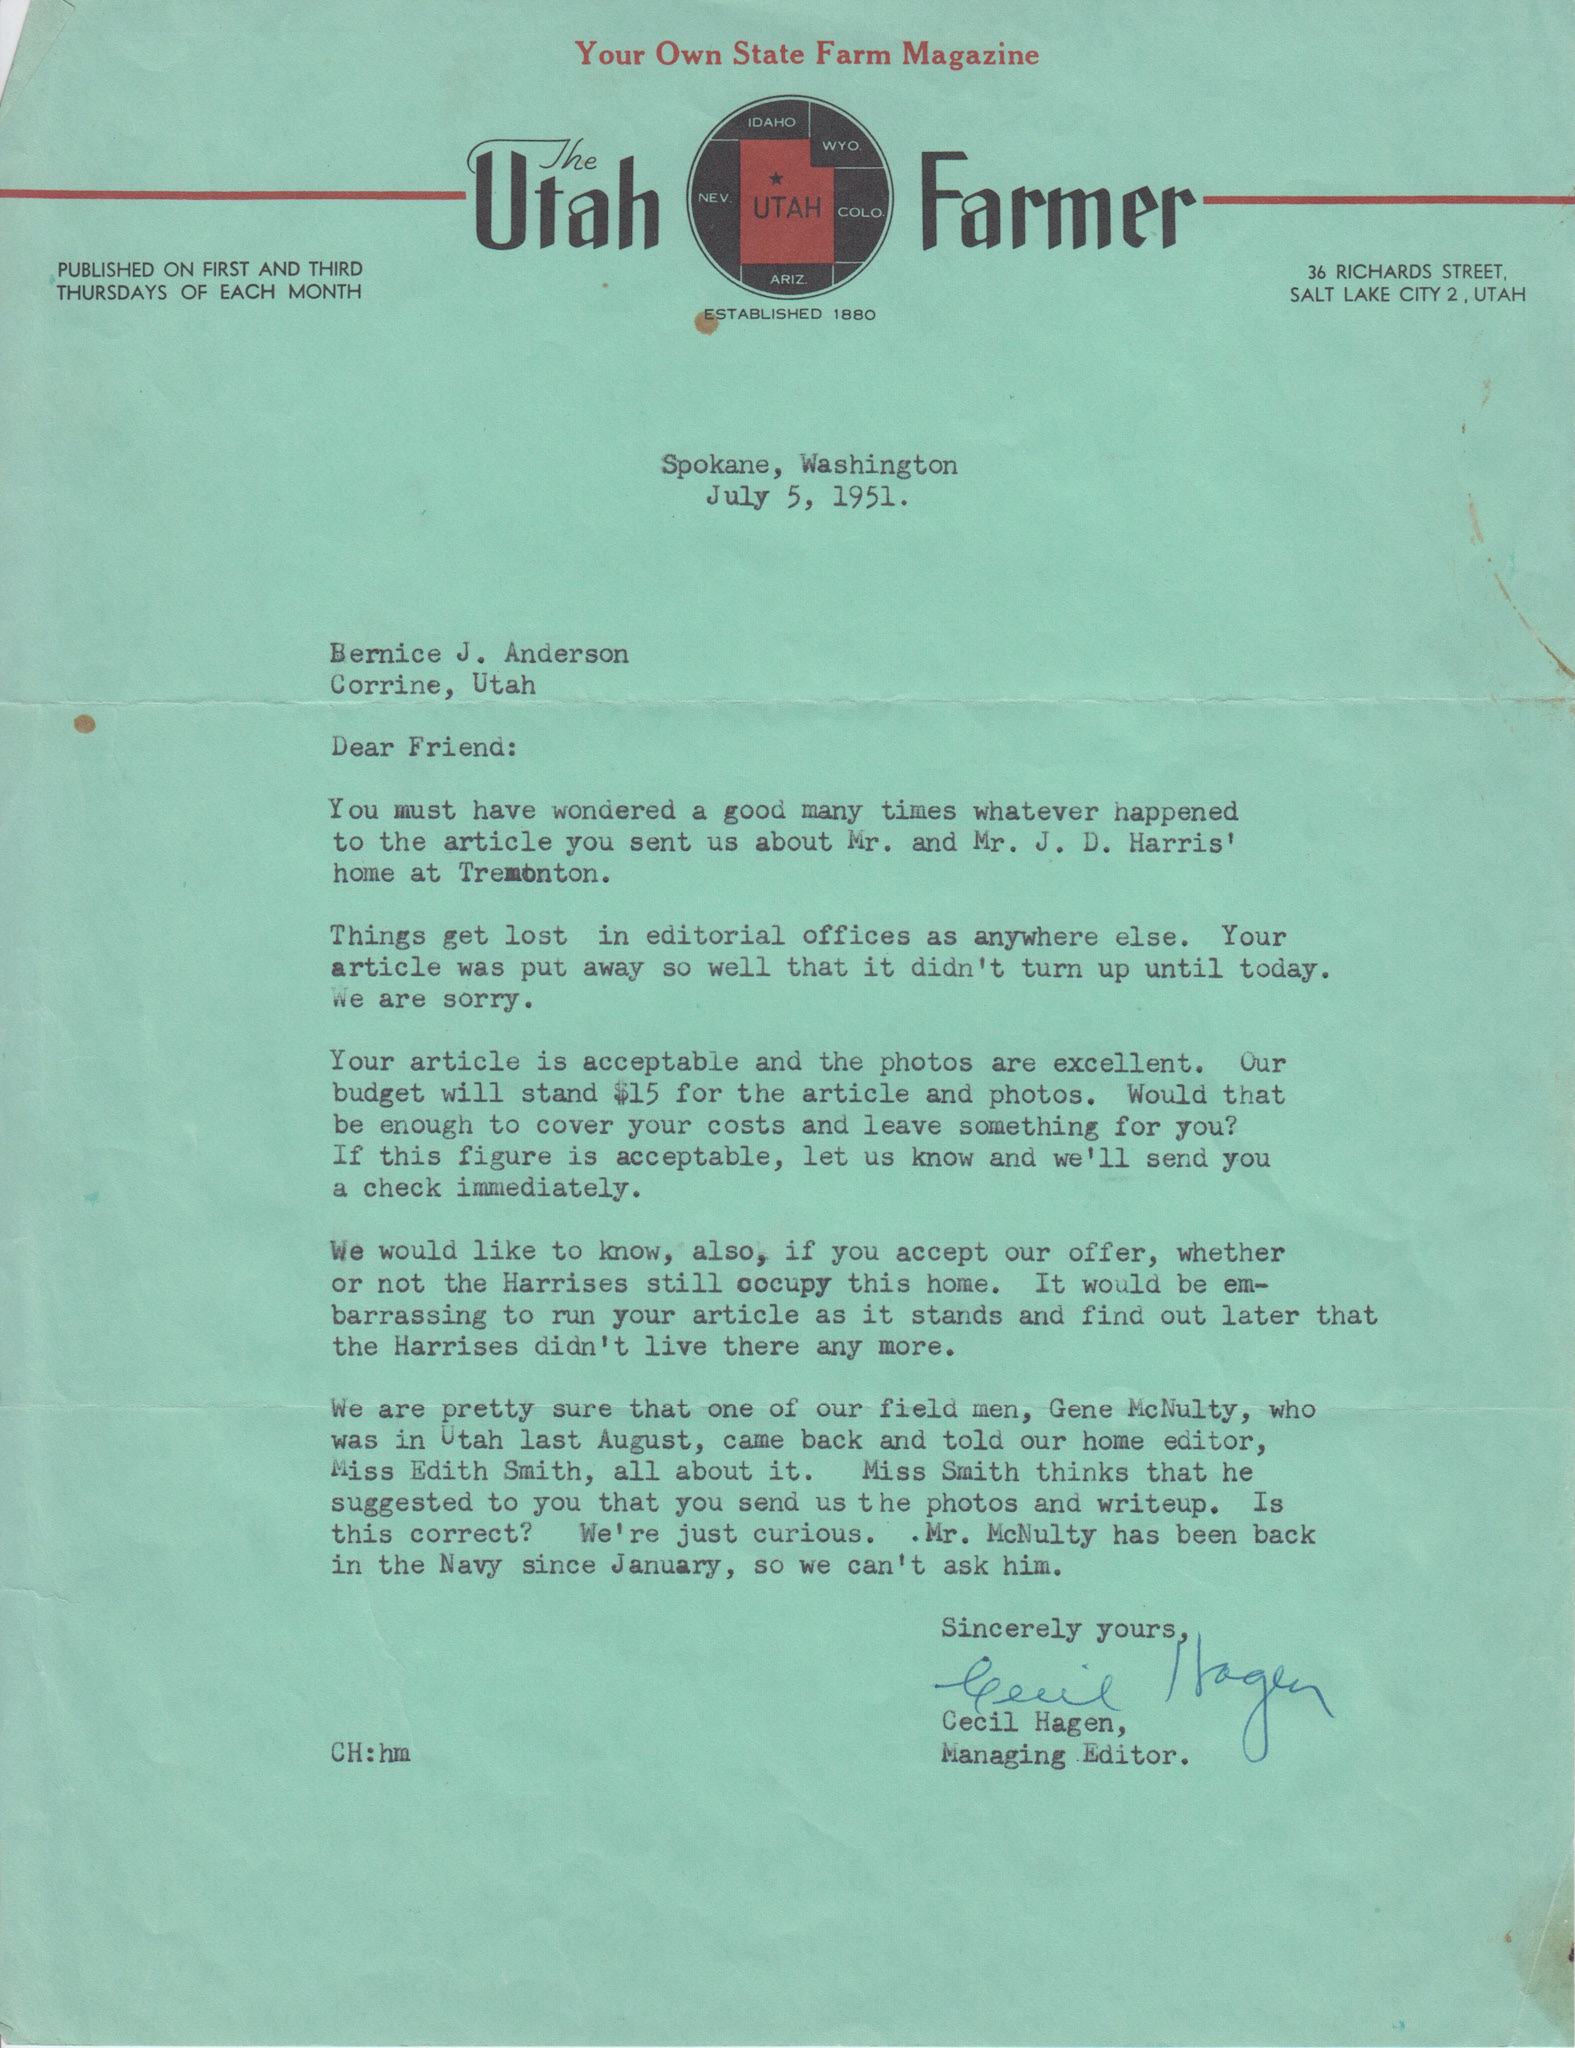 Your Own State Farm Magazine
The Utah Farmer
IDAHO
WYO.
NEV.
UTAH
COLO.
ARIZ.
ESTABLISHED 1880
PUBLISHED ON FIRST AND THIRD
THURSDAYS OF EACH MONTH
36 RICHARDS STREET,
SALT LAKE CITY 2, UTAH
Spokane, Washington
July 5, 1951.
Bernice J. Anderson
Corrine, Utah
Dear Friend:
You must have wondered a good many times whatever happened
to the article you sent us about Mr. and Mr. J. D. Harris'
home at Tremonton.
Things get lost in editorial offices as anywhere else. Your
article was put away so well that it didn't turn up until today.
We are sorry.
Your article is acceptable and the photos are excellent. Our
budget will stand $15 for the article and photos. Would that
be enough to cover your costs and leave something for you?
If this figure is acceptable, let us know and we'll send you
a check immediately.
We would like to know, also, if you accept our offer, whether
or not the Harrises still occupy this home. It would be em-
barrassing to run your article as it stands and find out later that
the Harrises didn't live there any more.
We are pretty sure that one of our field men, Gene McNulty, who
was in Utah last August, came back and told our home editor,
Miss Edith Smith, all about it. Miss Smith thinks that he
suggested to you that you send us the photos and writeup. Is
this correct? We're just curious. .Mr. McNulty has been back
in the Navy since January, so we can't ask him.
Sincerely yours,
Cecil Hagen
Cecil Hagen,
Managing Editor.
CH:hm